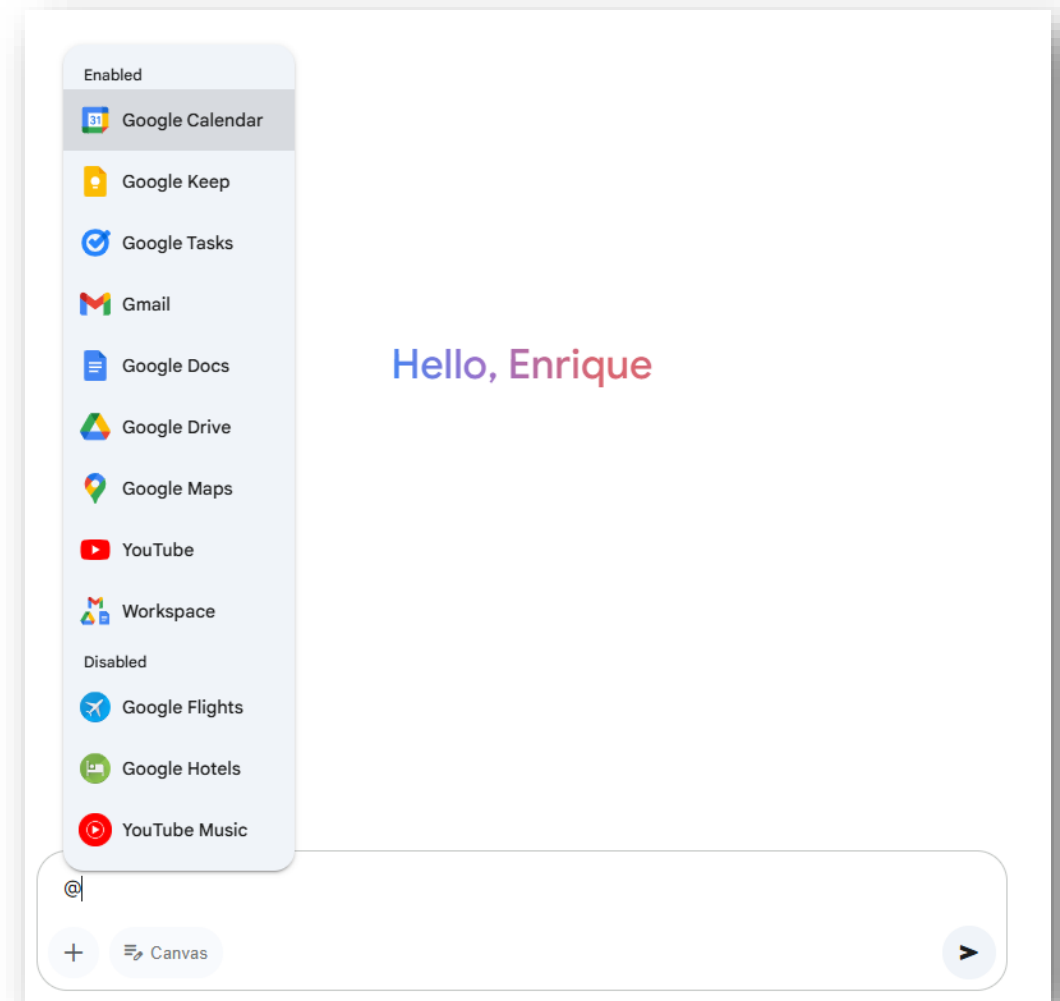 Enabled
31
Google Calendar
Google Keep
Google Tasks
Gmail
Google Docs
Google Drive
Google Maps
YouTube
Workspace
Disabled
Google Flights
Google Hotels
YouTube Music
Hello, Enrique
@
Canvas